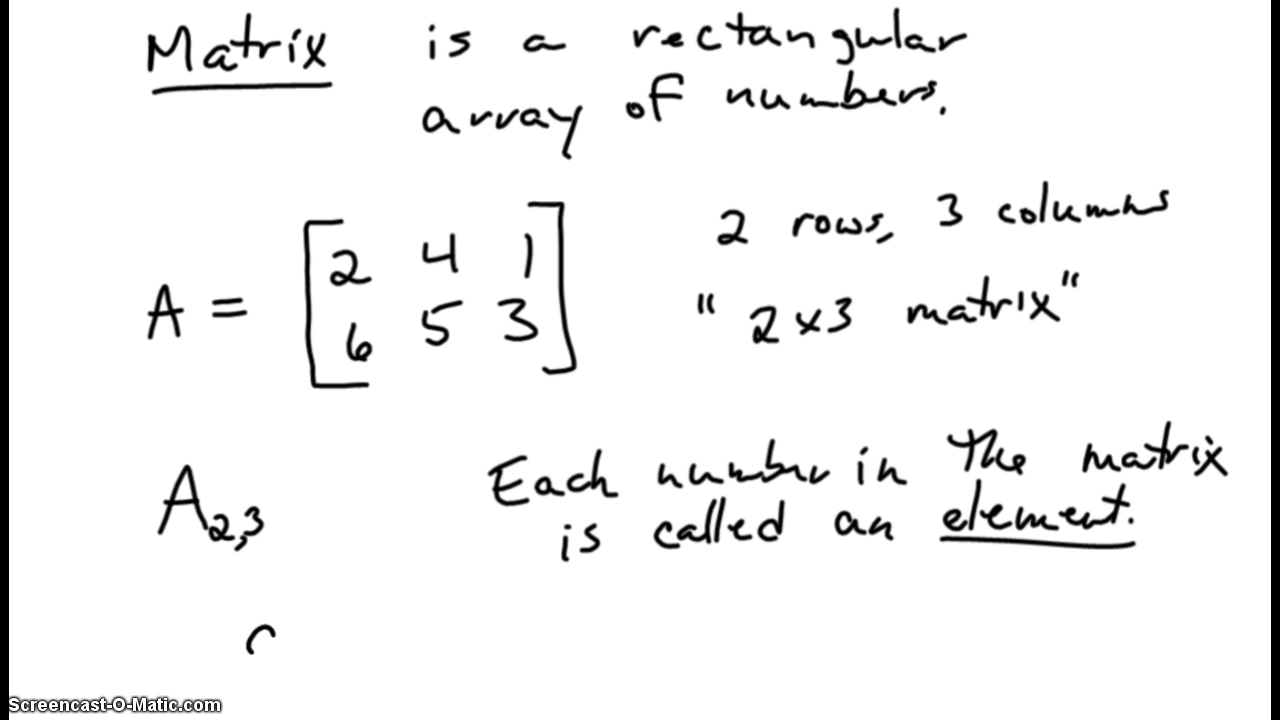 Matrix is a rectangular
array of numbers.
A = [2 4 1
6 5 3]
2 rows, 3 columns
" 2x3 matrix"
A2,3
Each number in the matrix
is called an element.
Screencast-O-Matic.com